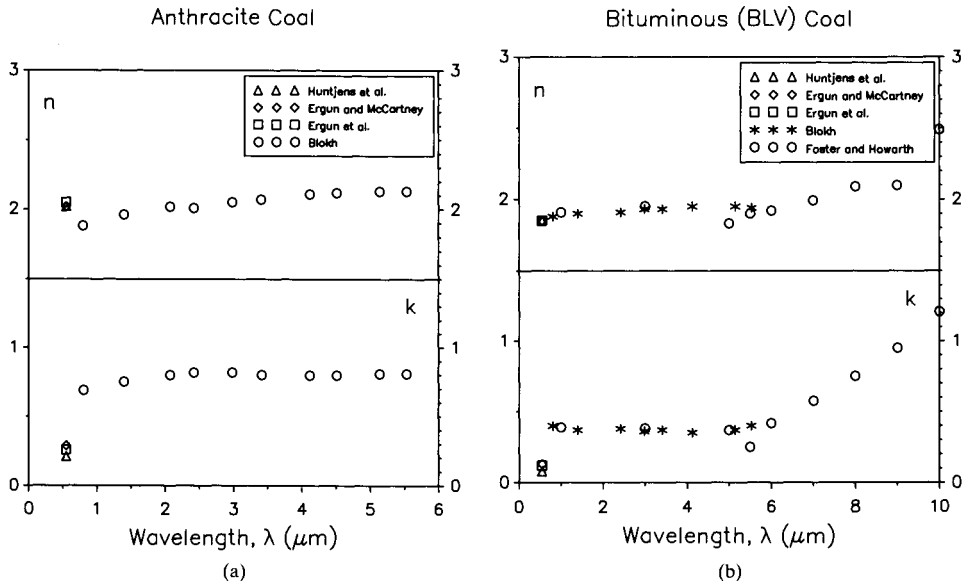 Anthracite Coal
3
2
1
0
n
k
△ △ △ Huntjens et al.
◇ ◇ ◇ Ergun and McCartney
□ □ □ Ergun et al.
○ ○ ○ Blokh
3
2
1
0
0 1 2 3 4 5 6
Wavelength, λ (μm)
(a)
Bituminous (BLV) Coal
3
2
1
0
n
k
△ △ △ Huntjens et al.
◇ ◇ ◇ Ergun and McCartney
□ □ □ Ergun et al.
* * * Blokh
○ ○ ○ Foster and Howarth
3
2
1
0
0 2 4 6 8 10
Wavelength, λ (μm)
(b)